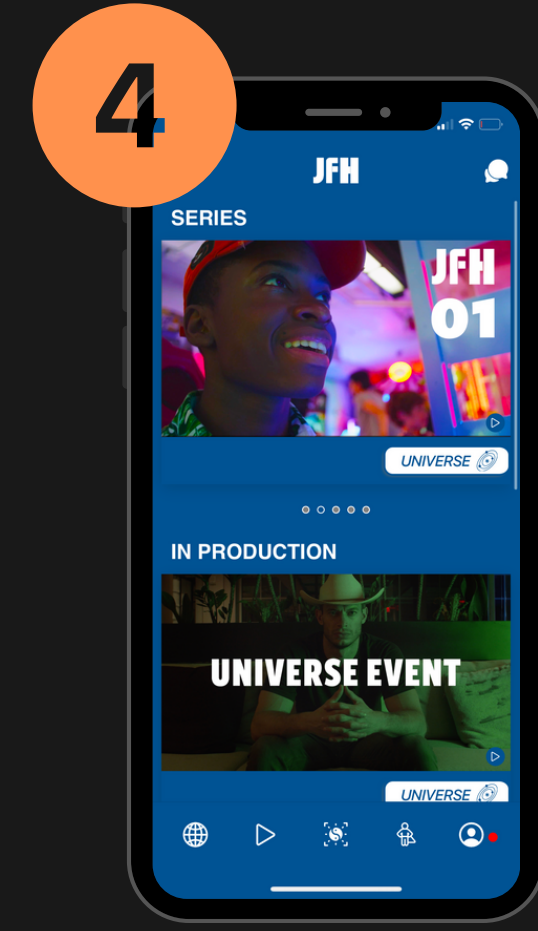 4
JFH
SERIES
JFH
01
UNIVERSE
IN PRODUCTION
UNIVERSE EVENT
UNIVERSE